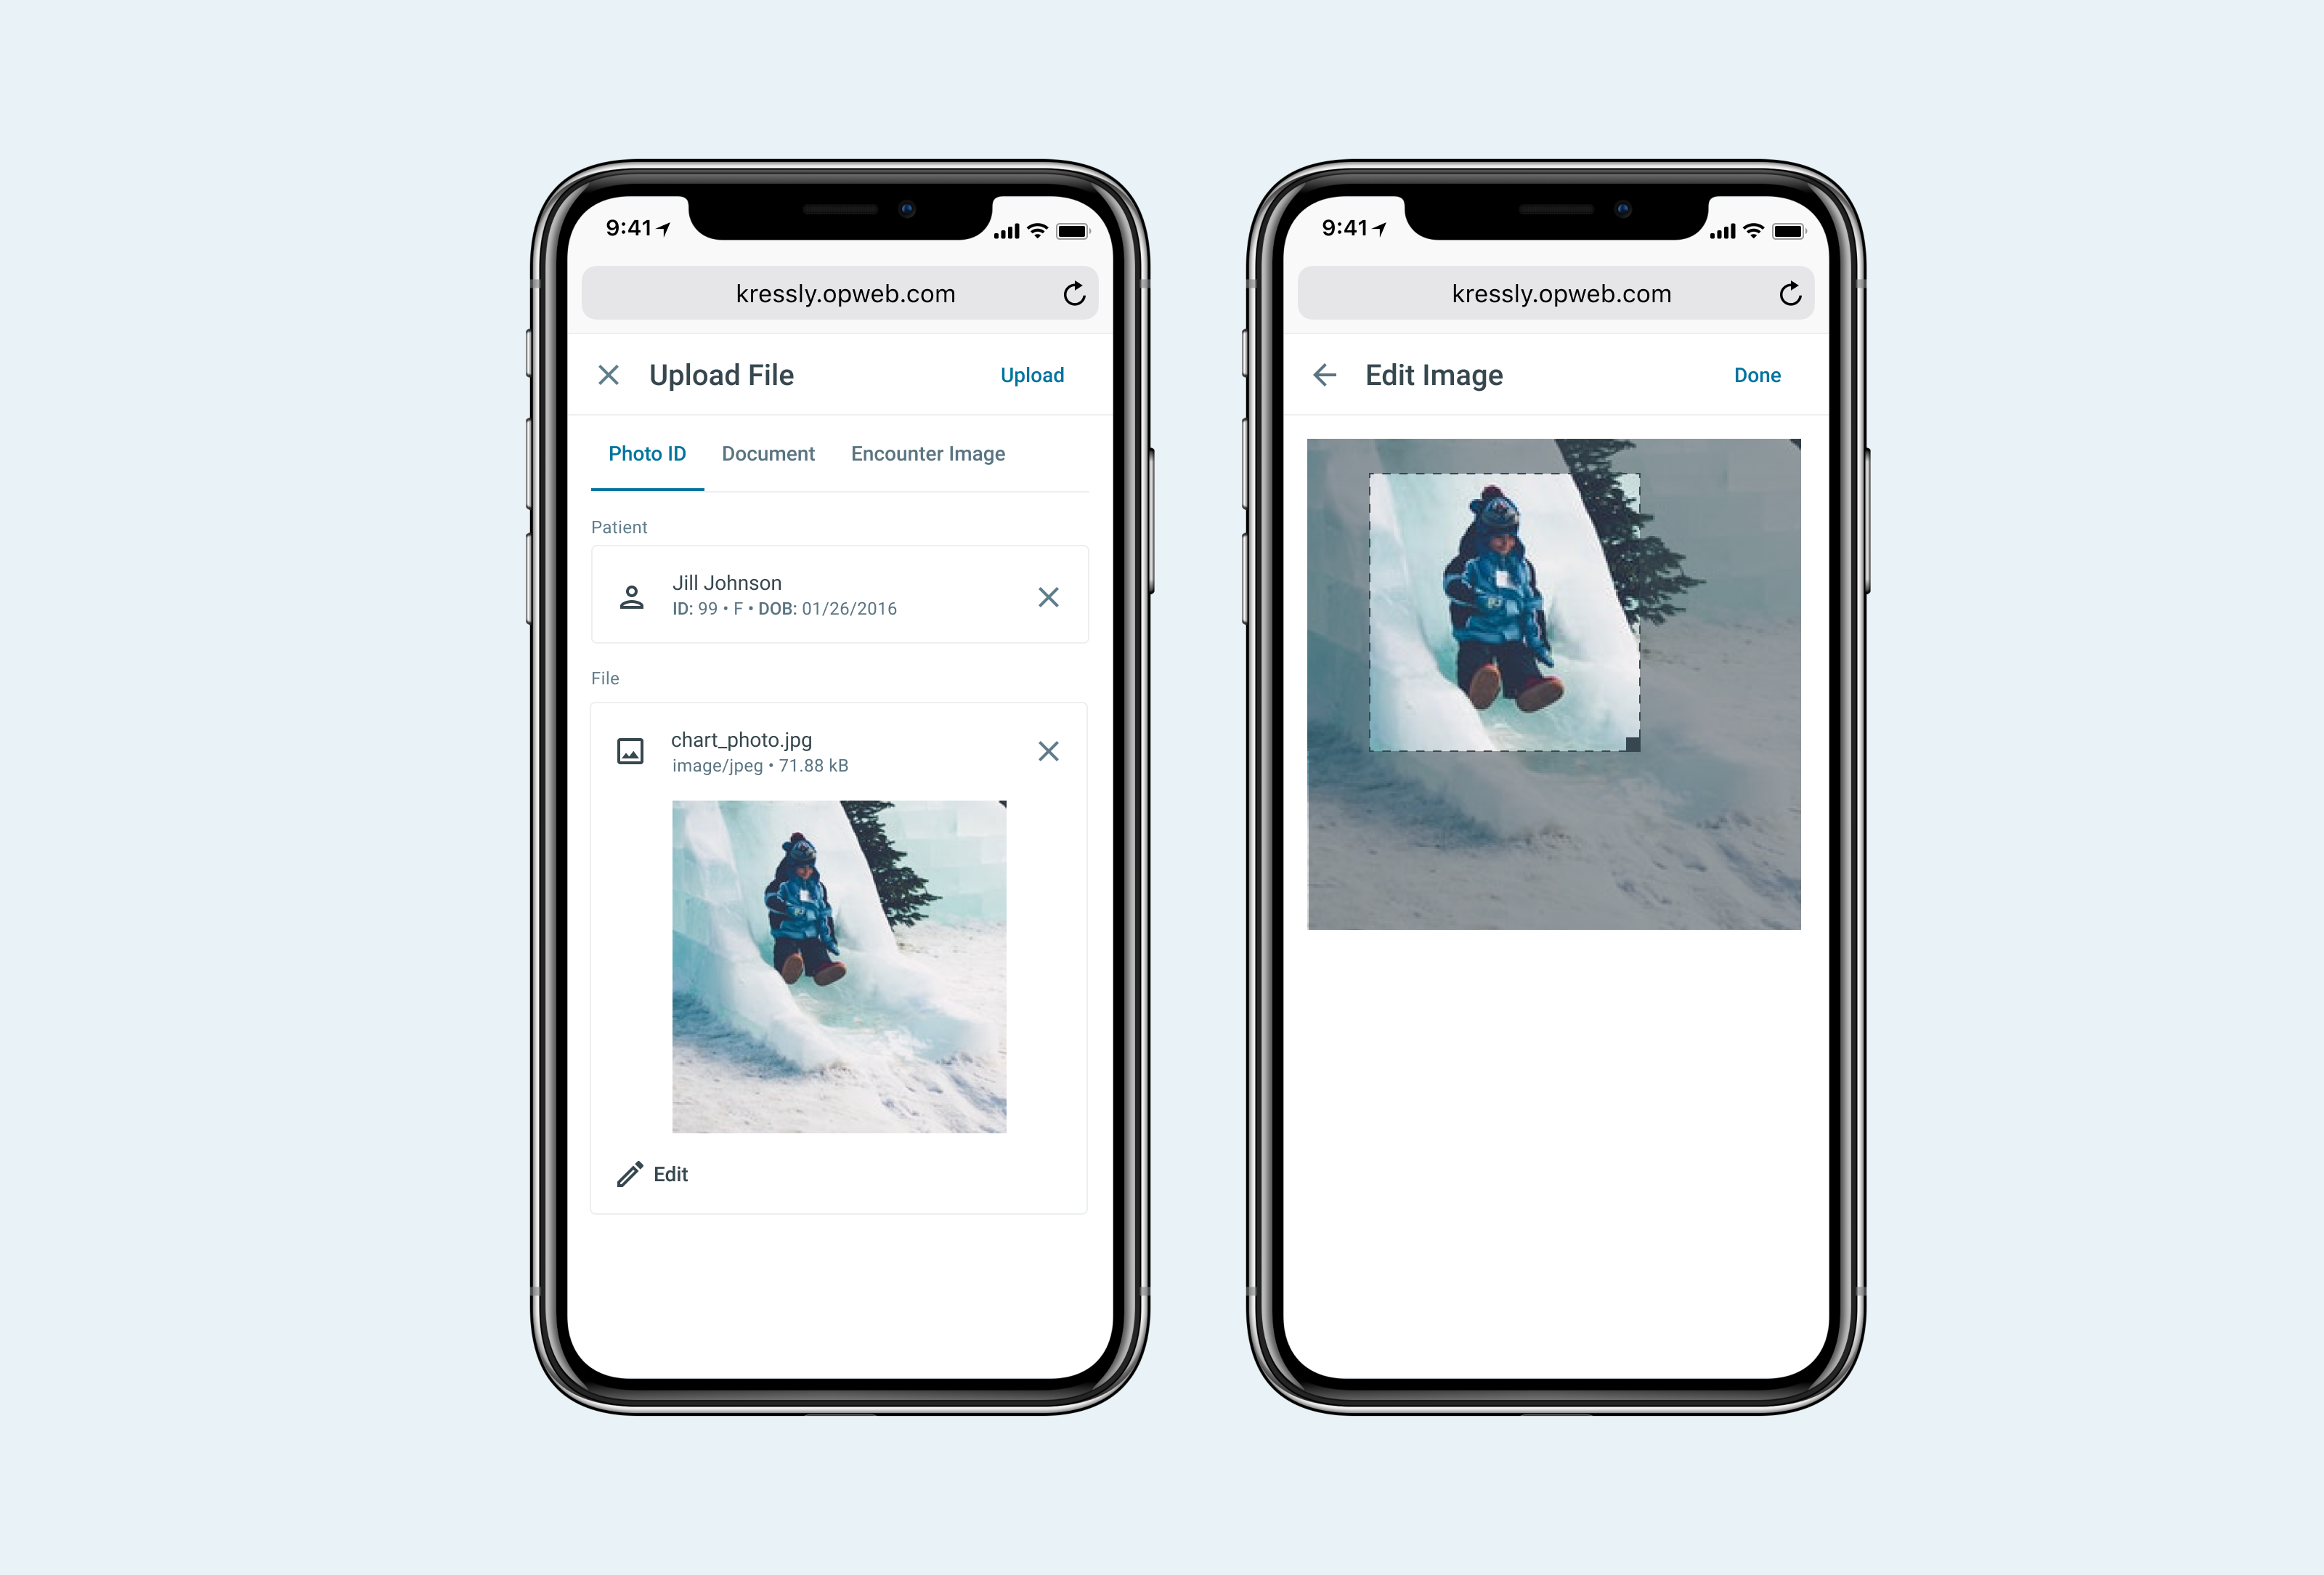 9:41
kressly.opweb.com
Upload File
Upload
Photo ID
Document
Encounter Image
Patient
Jill Johnson
ID: 99 • F • DOB: 01/26/2016
File
chart_photo.jpg
image/jpeg • 71.88 kB
Edit
9:41
kressly.opweb.com
Edit Image
Done